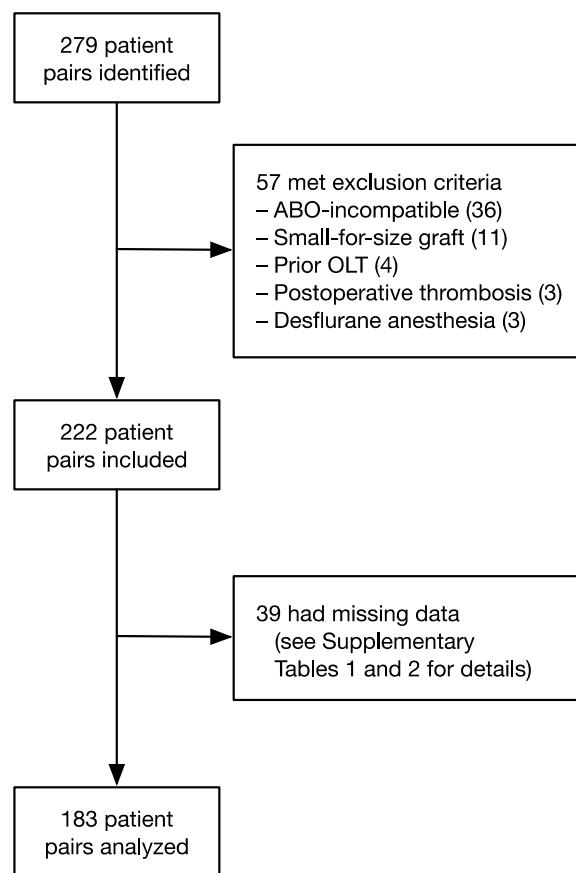 279 patient
pairs identified
57 met exclusion criteria
– ABO-incompatible (36)
– Small-for-size graft (11)
– Prior OLT (4)
– Postoperative thrombosis (3)
– Desflurane anesthesia (3)
222 patient
pairs included
39 had missing data
(see Supplementary
Tables 1 and 2 for details)
183 patient
pairs analyzed